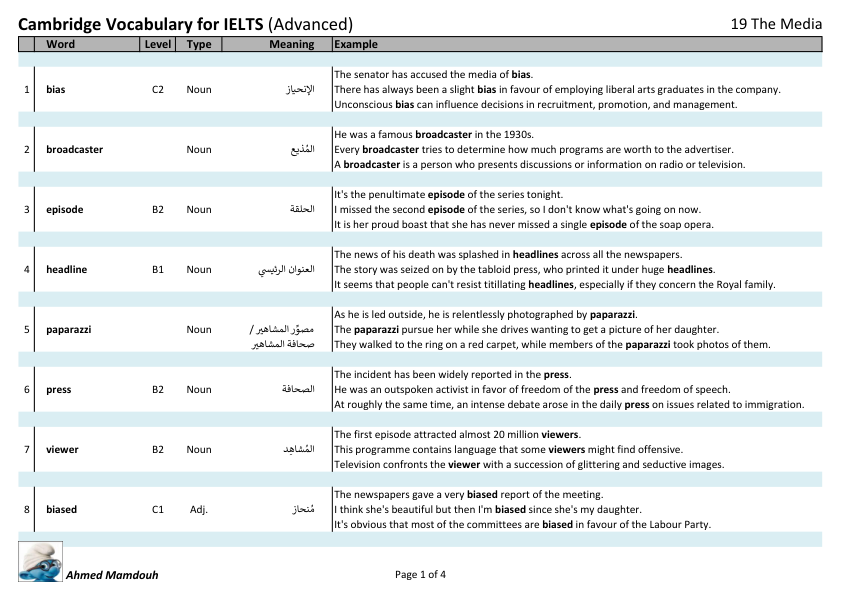 Cambridge Vocabulary for IELTS (Advanced) 19 The Media
Word Level Type Meaning Example
1 bias C2 Noun الإنحياز
The senator has accused the media of bias.
There has always been a slight bias in favour of employing liberal arts graduates in the company.
Unconscious bias can influence decisions in recruitment, promotion, and management.
2 broadcaster Noun المُذيع
He was a famous broadcaster in the 1930s.
Every broadcaster tries to determine how much programs are worth to the advertiser.
A broadcaster is a person who presents discussions or information on radio or television.
3 episode B2 Noun الحلقة
It's the penultimate episode of the series tonight.
I missed the second episode of the series, so I don't know what's going on now.
It is her proud boast that she has never missed a single episode of the soap opera.
4 headline B1 Noun العنوان الرئيسي
The news of his death was splashed in headlines across all the newspapers.
The story was seized on by the tabloid press, who printed it under huge headlines.
It seems that people can't resist titillating headlines, especially if they concern the Royal family.
5 paparazzi Noun مصوِّر المشاهير /
صحافة المشاهير
As he is led outside, he is relentlessly photographed by paparazzi.
The paparazzi pursue her while she drives wanting to get a picture of her daughter.
They walked to the ring on a red carpet, while members of the paparazzi took photos of them.
6 press B2 Noun الصحافة
The incident has been widely reported in the press.
He was an outspoken activist in favor of freedom of the press and freedom of speech.
At roughly the same time, an intense debate arose in the daily press on issues related to immigration.
7 viewer B2 Noun المُشاهِد
The first episode attracted almost 20 million viewers.
This programme contains language that some viewers might find offensive.
Television confronts the viewer with a succession of glittering and seductive images.
8 biased C1 Adj. مُنحاز
The newspapers gave a very biased report of the meeting.
I think she's beautiful but then I'm biased since she's my daughter.
It's obvious that most of the committees are biased in favour of the Labour Party.
Ahmed Mamdouh Page 1 of 4